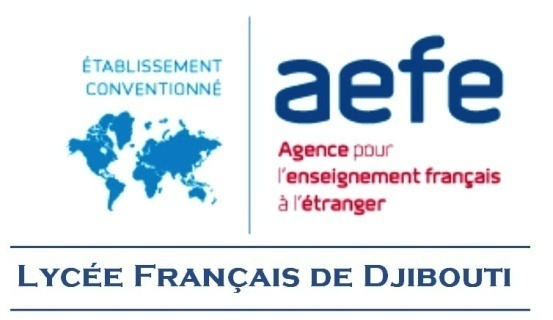 ÉTABLISSEMENT
CONVENTIONNÉ
aefe
Agence pour
l'enseignement français
à l'étranger
LYCÉE FRANÇAIS DE DJIBOUTI